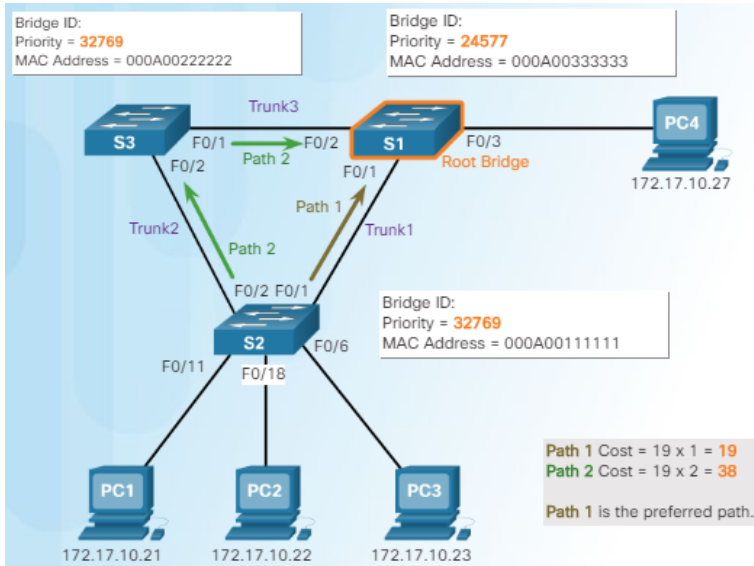 Bridge ID:
Priority = 32769
MAC Address = 000A00222222
Bridge ID:
Priority = 24577
MAC Address = 000A00333333
Trunk3
S3
F0/1
F0/2
Path 2
S1
F0/3
PC4
F0/2
F0/1
Root Bridge
172.17.10.27
Path 1
Trunk2
Trunk1
Path 2
F0/2 F0/1
Bridge ID:
Priority = 32769
MAC Address = 000A00111111
S2
F0/11
F0/6
F0/18
Path 1 Cost = 19 x 1 = 19
Path 2 Cost = 19 x 2 = 38
Path 1 is the preferred path.
PC1
PC2
PC3
172.17.10.21
172.17.10.22
172.17.10.23